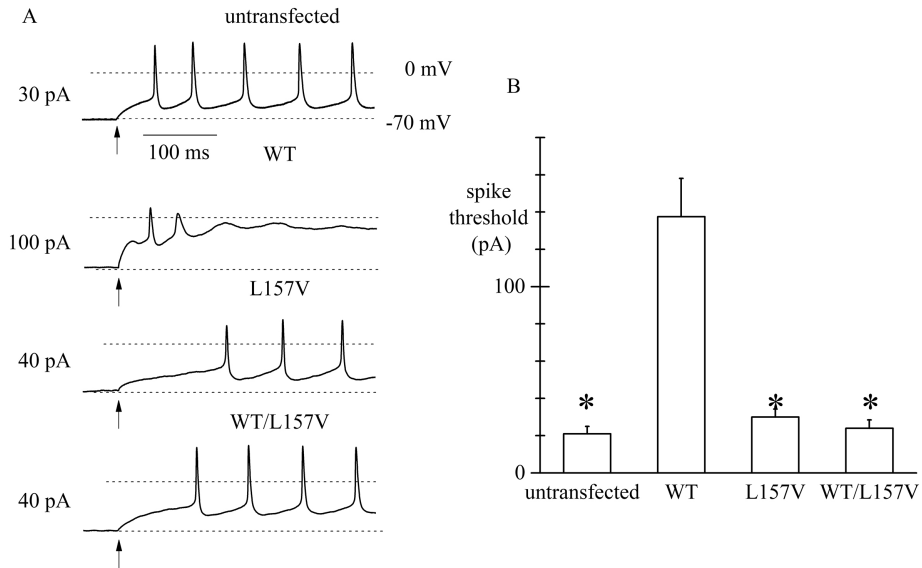 A
untransfected
0 mV
30 pA
-70 mV
100 ms
WT
100 pA
L157V
40 pA
WT/L157V
40 pA
B
spike
threshold
(pA)
100
0
*
*
*
untransfected
WT
L157V
WT/L157V